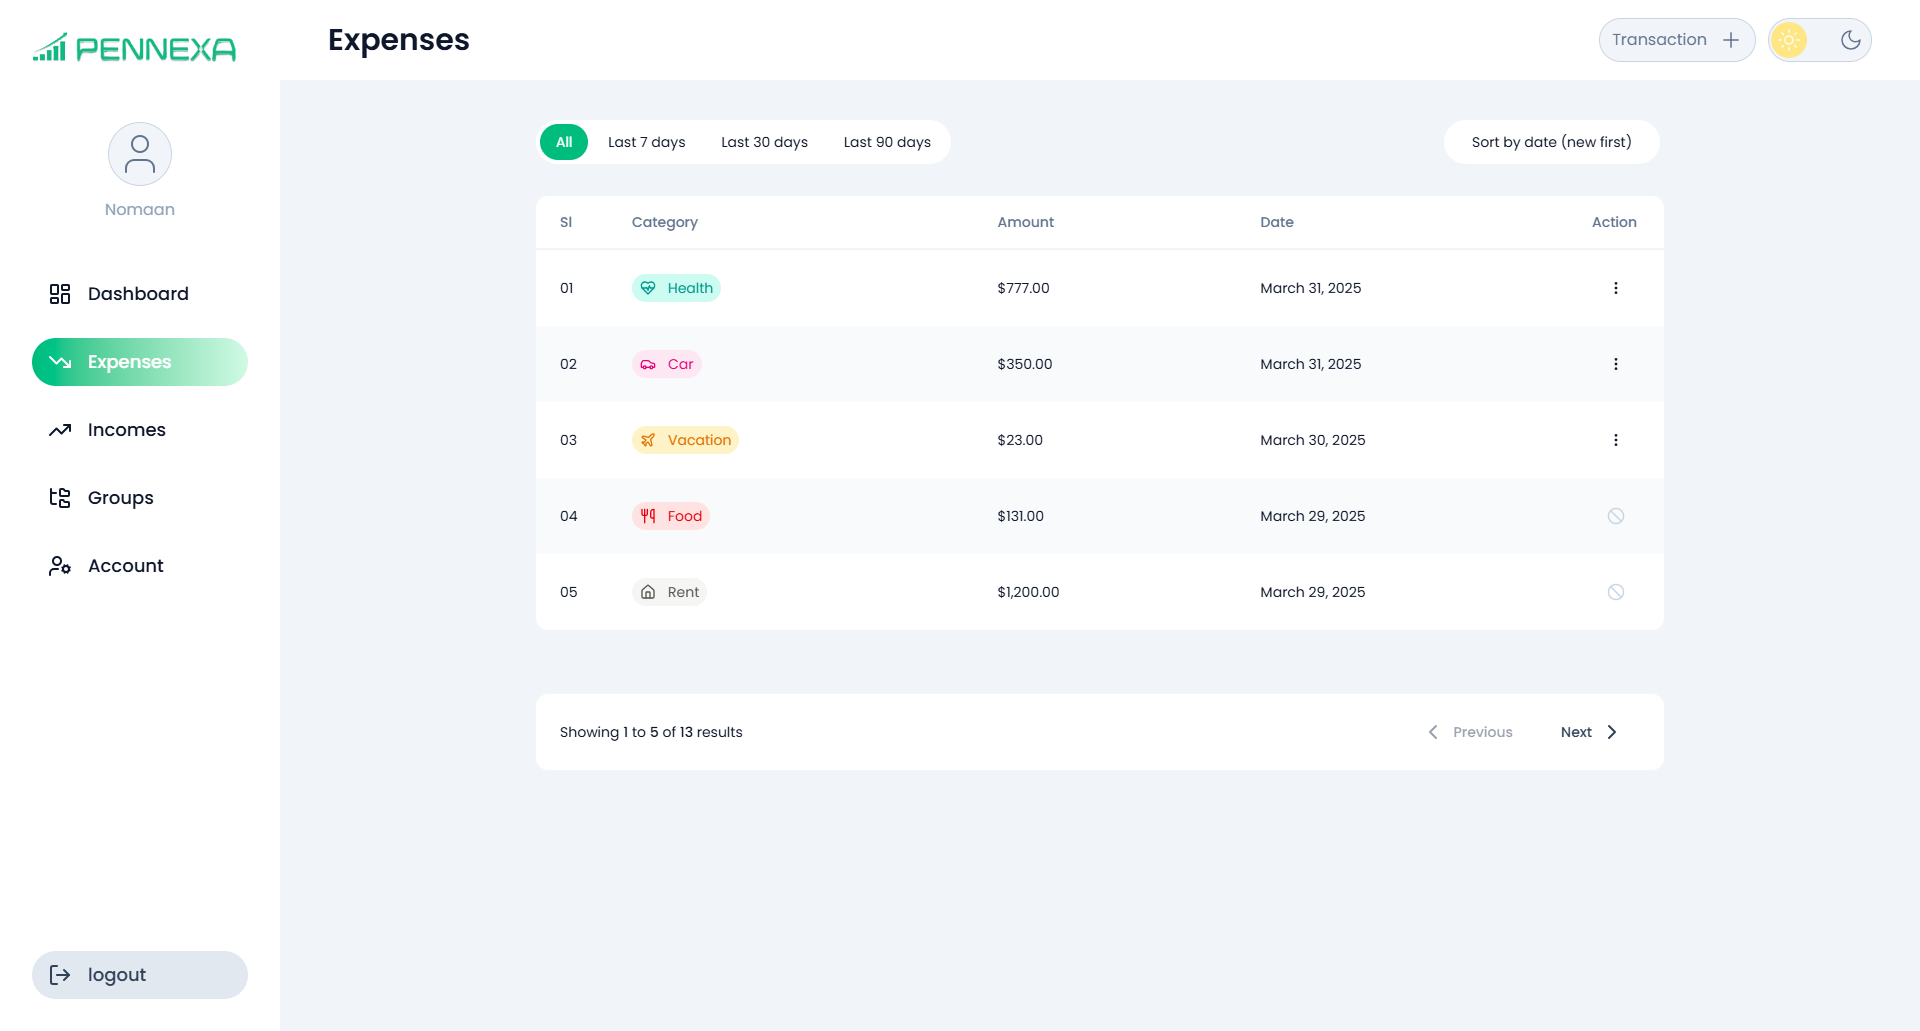 PENNEXA
Expenses
Transaction
Nomaan
Dashboard
Expenses
Incomes
Groups
Account
logout
All Last 7 days Last 30 days Last 90 days
Sort by date (new first)
Sl Category Amount Date Action
01 Health $777.00 March 31, 2025
02 Car $350.00 March 31, 2025
03 Vacation $23.00 March 30, 2025
04 Food $131.00 March 29, 2025
05 Rent $1,200.00 March 29, 2025
Showing 1 to 5 of 13 results
Previous Next